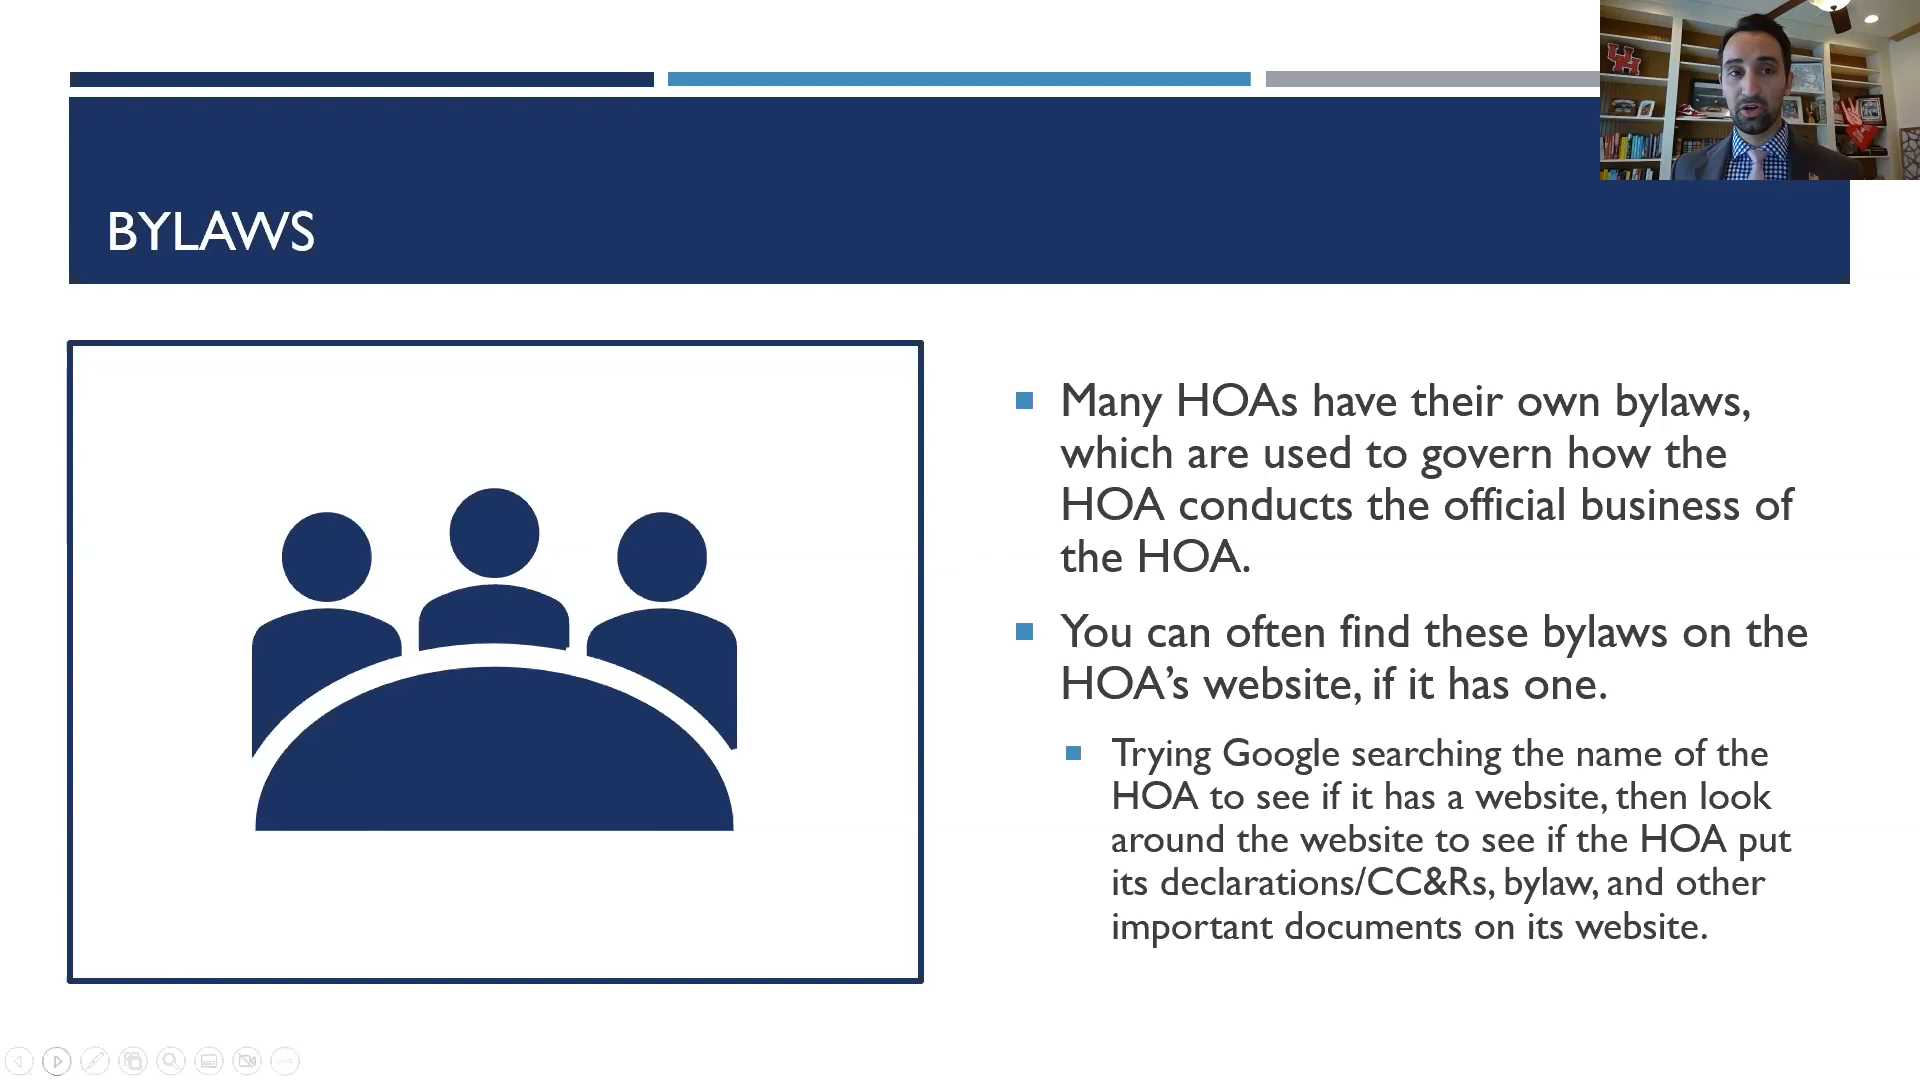 BYLAWS
Many HOAs have their own bylaws,
which are used to govern how the
HOA conducts the official business of
the HOA.
You can often find these bylaws on the
HOA’s website, if it has one.
Trying Google searching the name of the
HOA to see if it has a website, then look
around the website to see if the HOA put
its declarations/CC&Rs, bylaw, and other
important documents on its website.